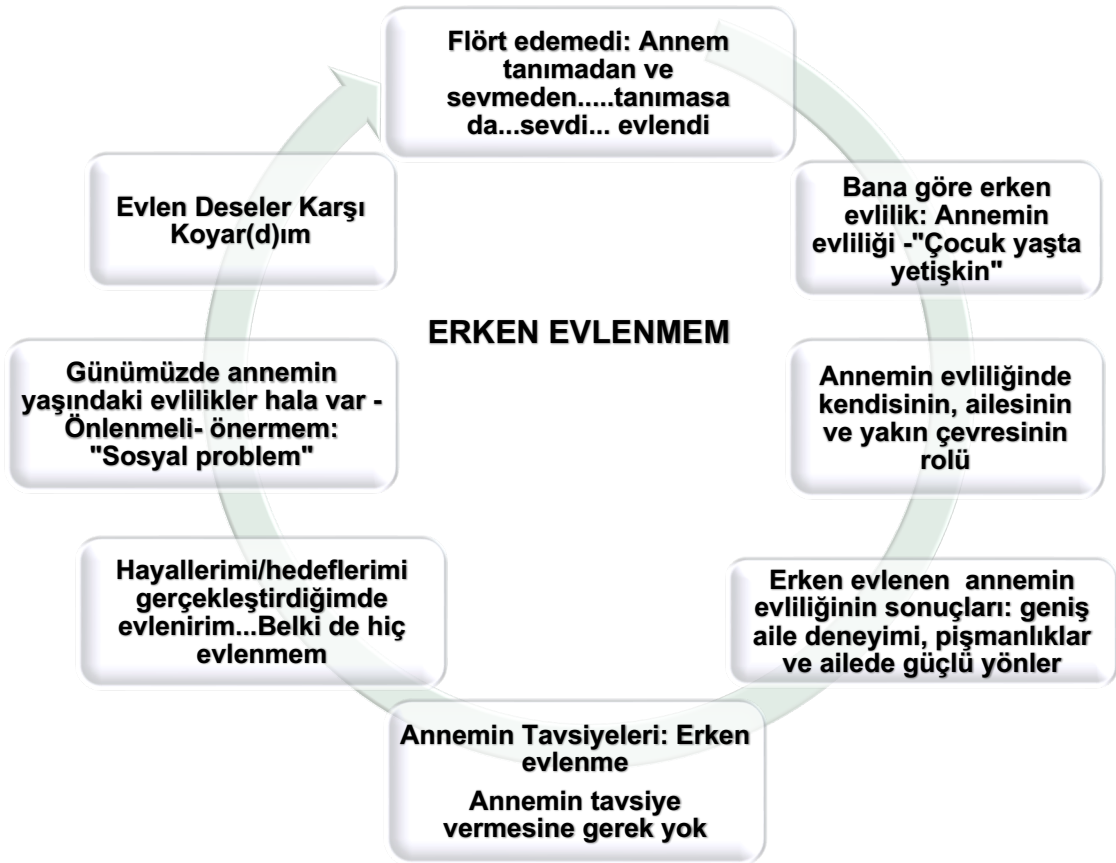 Flört edemedi: Annem
tanımadan ve
sevmeden.....tanımasa
da...sevdi... evlendi
Bana göre erken
evlilik: Annemin
evliliği -"Çocuk yaşta
yetişkin"
Annemin evliliğinde
kendisinin, ailesinin
ve yakın çevresinin
rolü
Erken evlenen annemin
evliliğinin sonuçları: geniş
aile deneyimi, pişmanlıklar
ve ailede güçlü yönler
Annemin Tavsiyeleri: Erken
evlenme
Annemin tavsiye
vermesine gerek yok
Hayallerimi/hedeflerimi
gerçekleştirdiğimde
evlenirim...Belki de hiç
evlenmem
Günümüzde annemin
yaşındaki evlilikler hala var -
Önlenmeli- önermem:
"Sosyal problem"
Evlen Deseler Karşı
Koyar(d)ım
ERKEN EVLENMEM